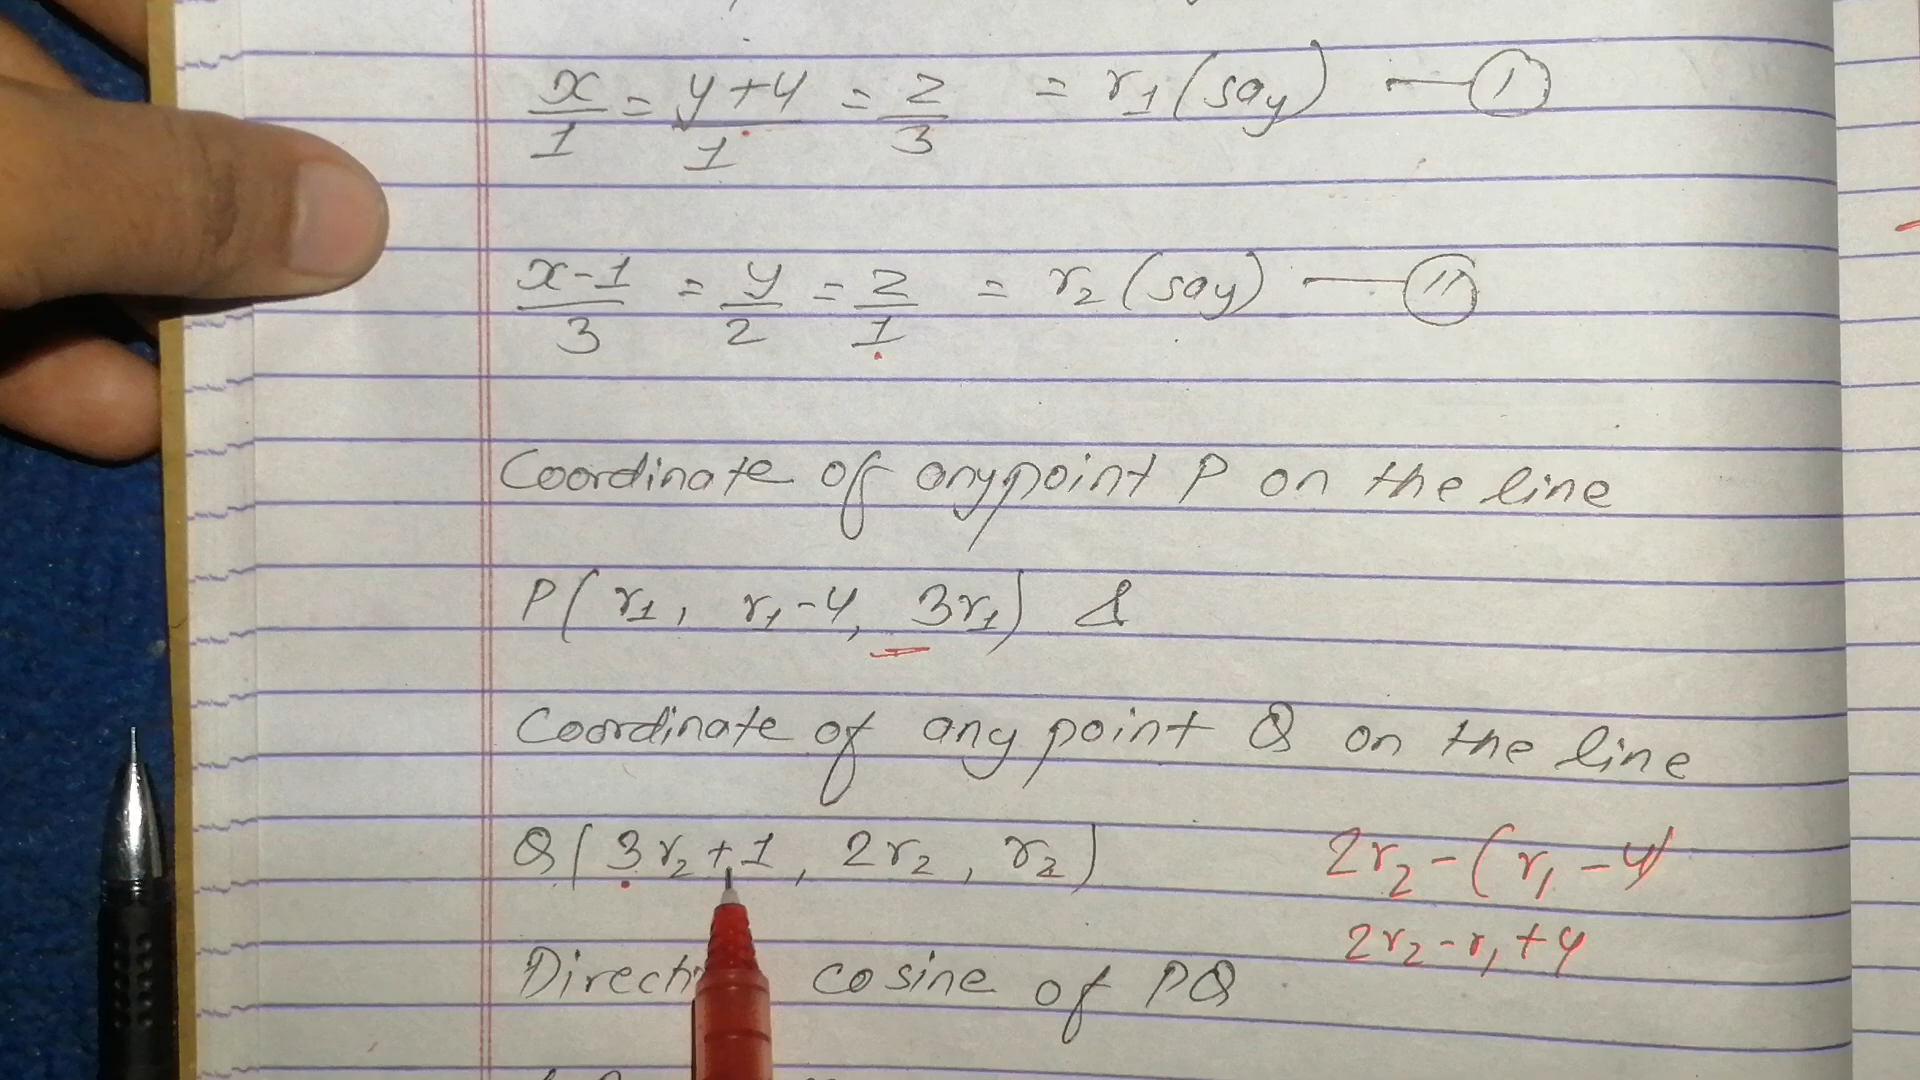 x/1 = y+4/1 = z/3 = r₁ (say) — (I)
x-1/3 = y/2 = z/1 = r₂ (say) — (II)
Coordinate of any point P on the line
P( r₁, r₁-4, 3r₁) &
Coordinate of any point Q on the line
Q( 3r₂+1, 2r₂, r₂)
2r₂-(r₁-4)
2r₂-r₁+4
cosine of PQ